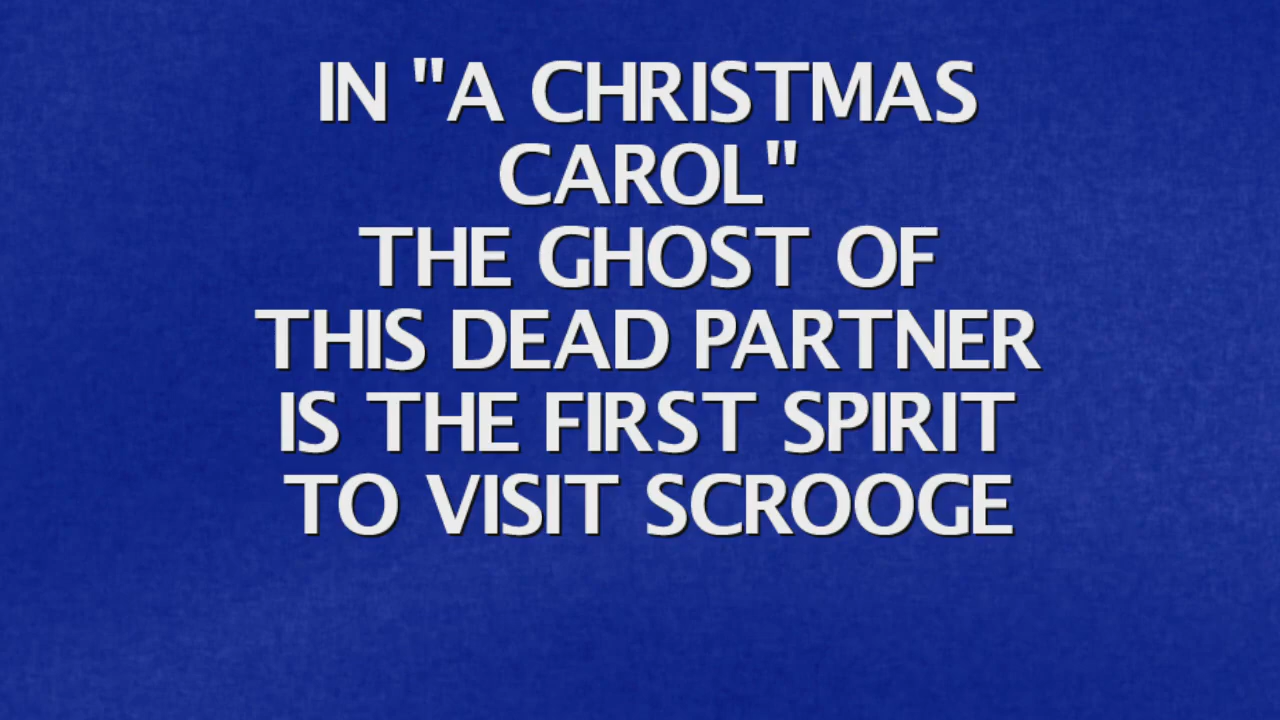 IN "A CHRISTMAS
CAROL"
THE GHOST OF
THIS DEAD PARTNER
IS THE FIRST SPIRIT
TO VISIT SCROOGE